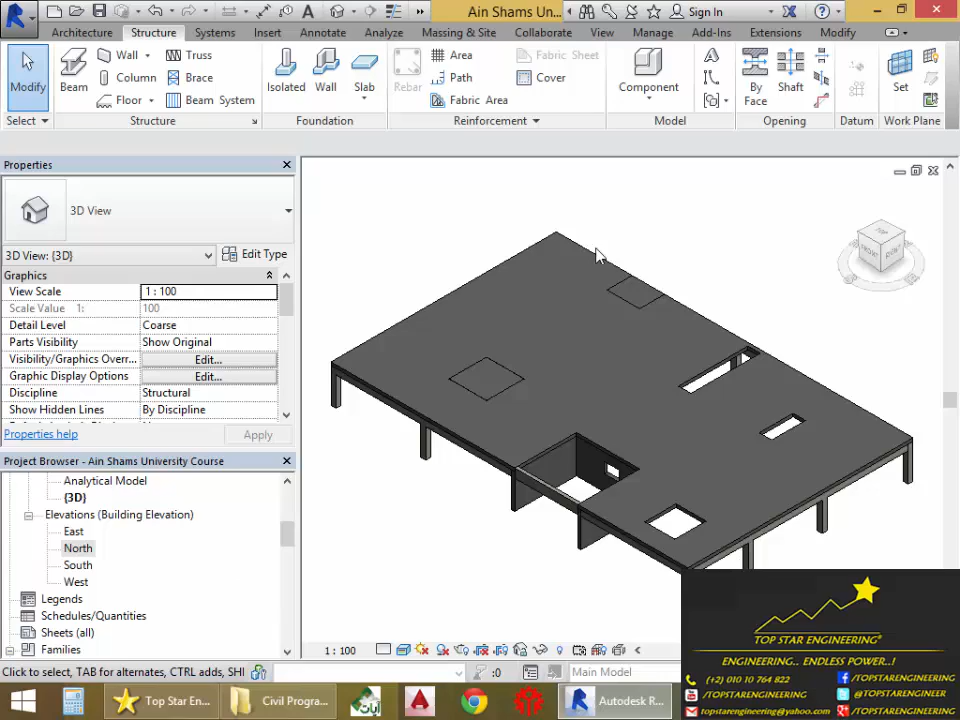 Ain Shams Un...
Sign In
Architecture Structure Systems Insert Annotate Analyze Massing & Site Collaborate View Manage Add-Ins Extensions Modify
Modify
Beam
Wall
Column
Floor
Truss
Brace
Beam System
Isolated
Wall
Slab
Rebar
Area
Path
Fabric Area
Fabric Sheet
Cover
Component
By
Face
Shaft
Set
Select
Structure
Foundation
Reinforcement
Model
Opening
Datum
Work Plane
Properties
3D View
3D View: {3D}
Edit Type
Graphics
View Scale 1 : 100
Scale Value 1: 100
Detail Level Coarse
Parts Visibility Show Original
Visibility/Graphics Overr... Edit...
Graphic Display Options Edit...
Discipline Structural
Show Hidden Lines By Discipline
Properties help
Apply
Project Browser - Ain Shams University Course
Analytical Model
{3D}
Elevations (Building Elevation)
East
North
South
West
Legends
Schedules/Quantities
Sheets (all)
Families
TOP
FRONT
RIGHT
1 : 100
Click to select, TAB for alternates, CTRL adds, SHI
:0
Main Model
TOP STAR ENGINEERING®
ENGINEERING.. ENDLESS POWER..!
(+2) 010 10 764 822
/TOPSTARENGINEERING
/TOPSTARENGINEERING
@TOPSTARENGINEER
topstarengineering@yahoo.com
/TOPSTARENGINEERING
Top Star En...
Civil Progra...
Autodesk R...